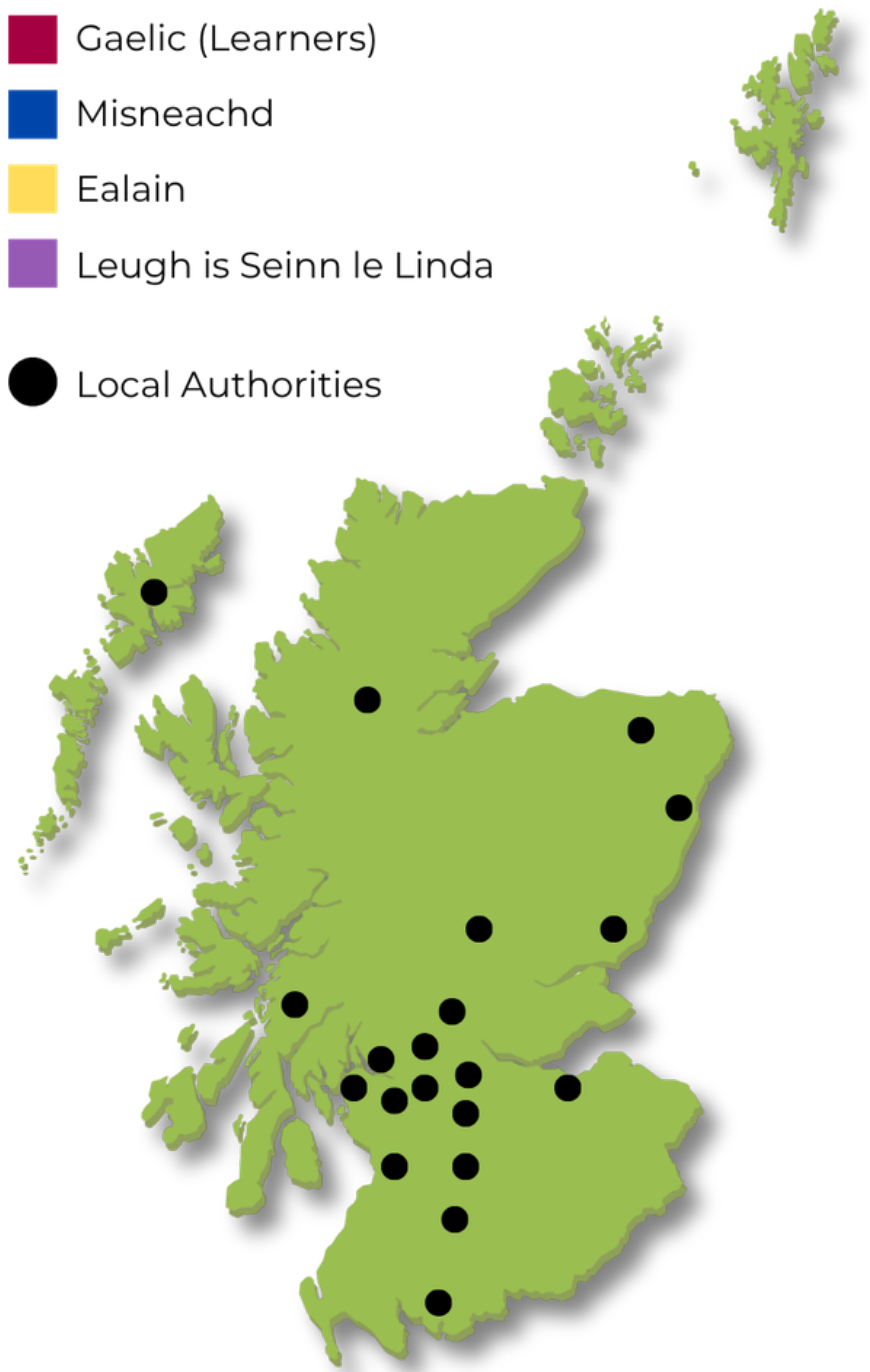 Gaelic (Learners)
Misneachd
Ealain
Leugh is Seinn le Linda
Local Authorities